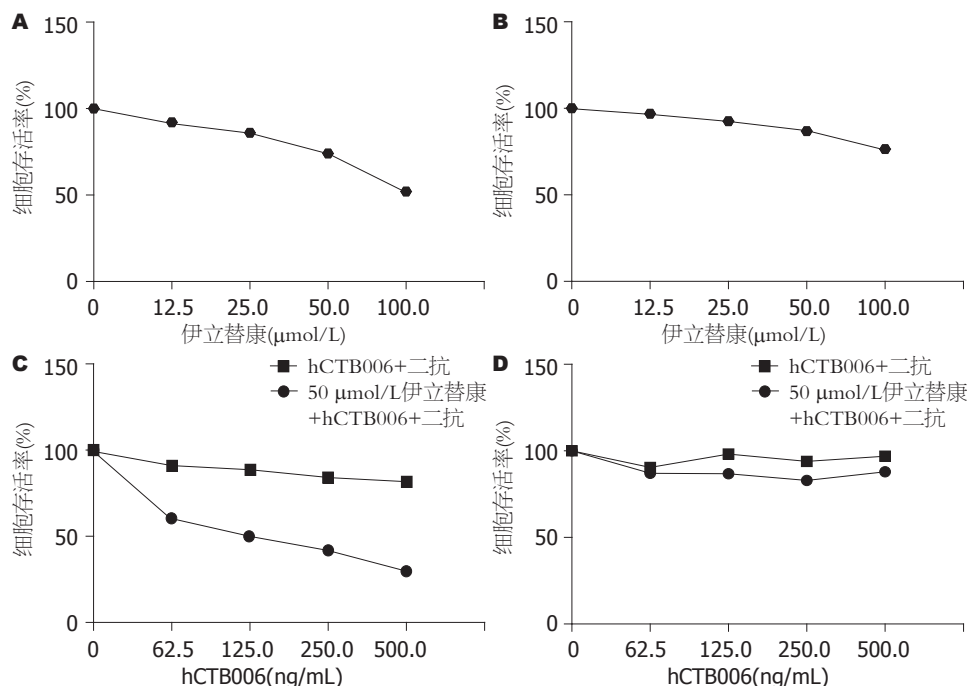 A
150
100
50
0
细胞存活率(%)
0 12.5 25.0 50.0 100.0
伊立替康(μmol/L)
B
150
100
50
0
细胞存活率(%)
0 12.5 25.0 50.0 100.0
伊立替康(μmol/L)
C
150
100
50
0
细胞存活率(%)
hCTB006+二抗
50 μmol/L伊立替康
+hCTB006+二抗
0 62.5 125.0 250.0 500.0
hCTB006(ng/mL)
D
150
100
50
0
细胞存活率(%)
hCTB006+二抗
50 μmol/L伊立替康
+hCTB006+二抗
0 62.5 125.0 250.0 500.0
hCTB006(ng/mL)